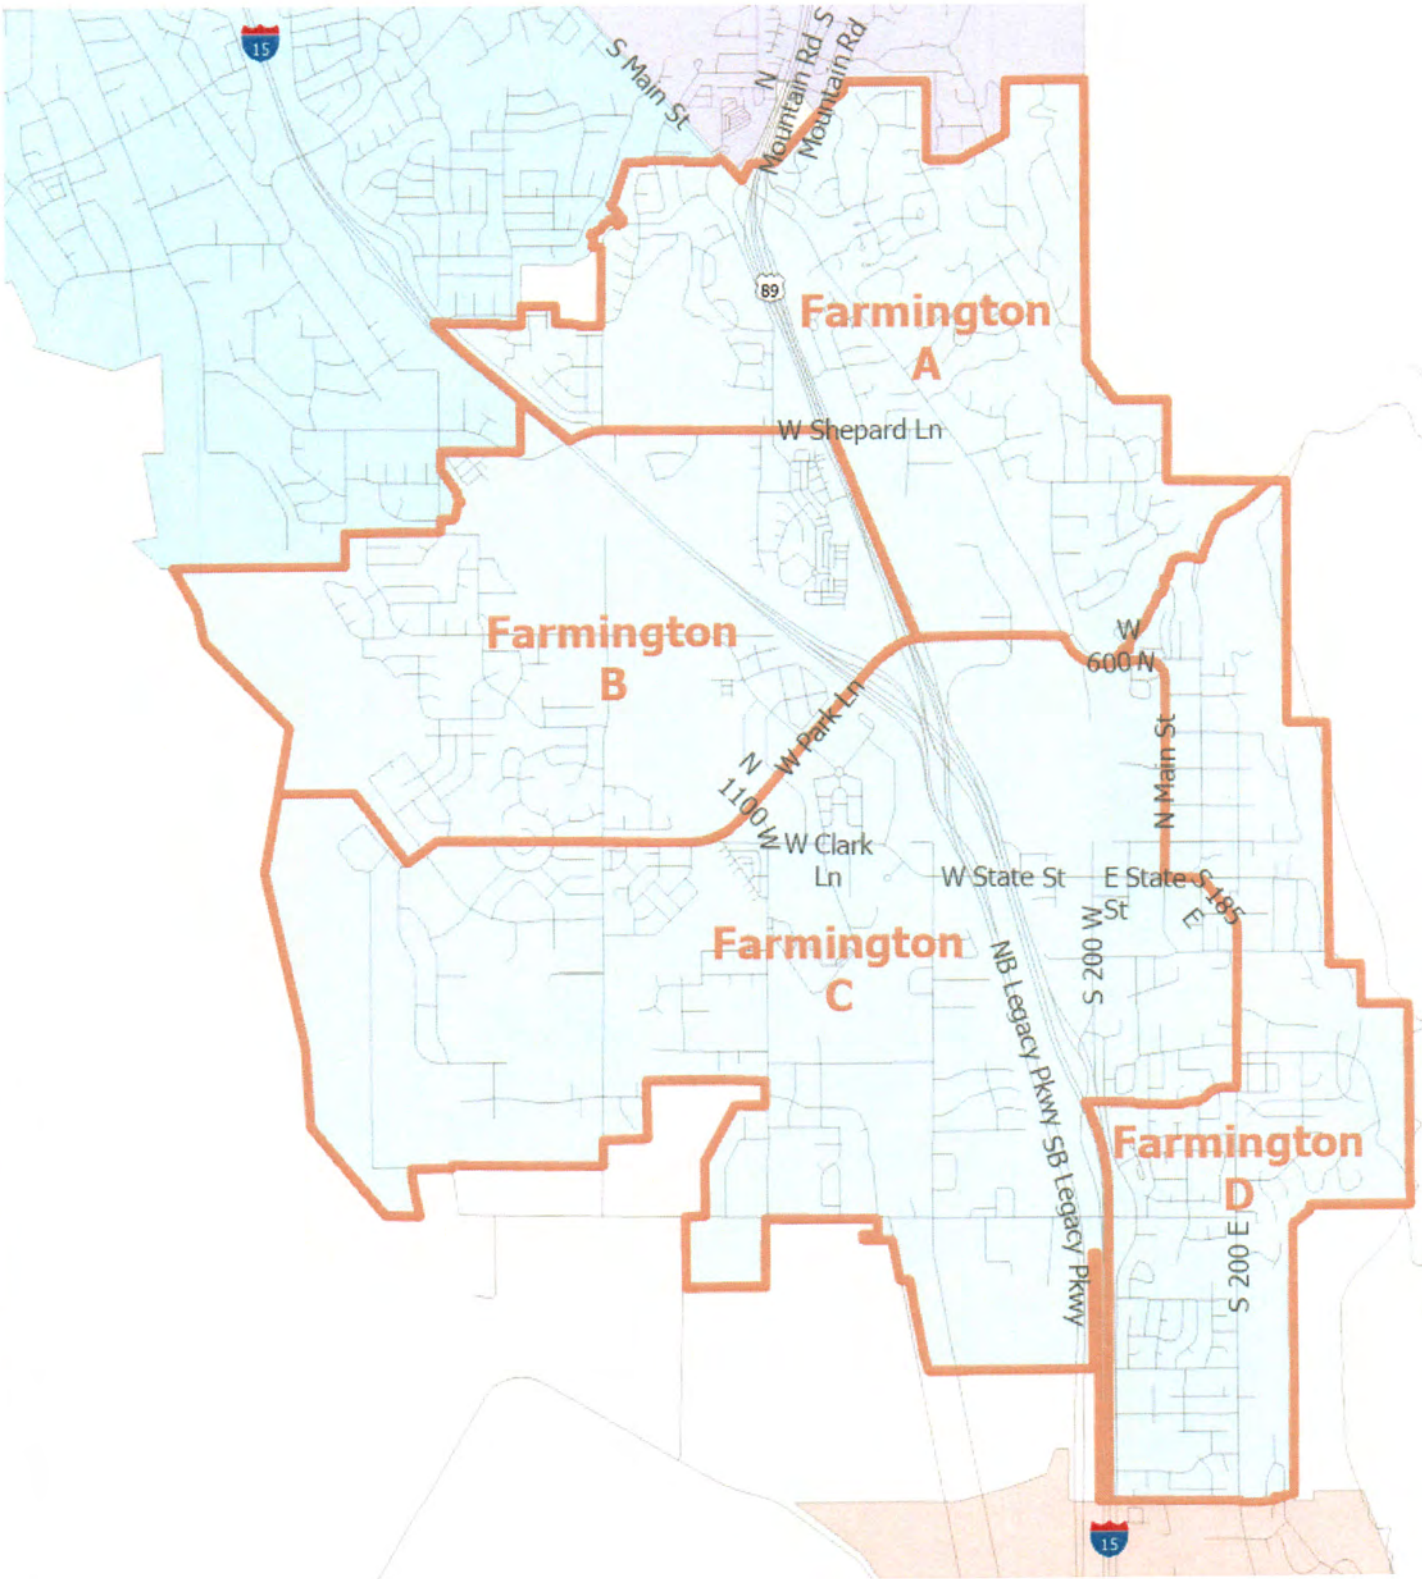 15
S Main St
N
Mountain Rd S
Mountain Rd
89
Farmington
A
W Shepard Ln
Farmington
B
W
600 N
W Park Ln
N
1100 W
N Main St
W Clark
Ln
W State St
E State
St
S
185
E
S 200 W
Farmington
C
NB Legacy Pkwy SB Legacy Pkwy
Farmington
D
S 200 E
15